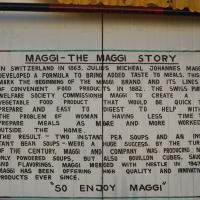 MAGGI-THE MAGGI STORY
IN SWITZERLAND IN 1863, JULIUS MICHEAL JOHANNES MAGGI
DEVELOPED A FORMULA TO BRING ADDED TASTE TO MEALS. THIS
MARK THE BEGINNING OF THE MAGGI BRAND AND ITS LINES
OF CONVENIENT FOOD PRODUCTS IN 1882. THE SWISS PUBLIC
WELFARE SOCIETY COMMISSIONED MAGGI TO CREATE A
VEGETABLE FOOD PRODUCT THAT WOULD BE QUICK TO
PREPARE AND EASY TO DIGEST TO HELP WITH
THE PROBLEM OF WOMEN HAVING LESS TIME TO
PREPARE MEALS AS MORE AND MORE WORKED
OUTSIDE THE HOME
THE RESULT- TWO INSTANT PEA SOUPS AND AN
INSTANT BEAN SOUPS-WERE A HUGE SUCCESS. BY THE TURN
OF THE CENTURY, MAGGI AND COMPANY WAS PRODUCING NOT
ONLY POWDERED SOUPS, BUT ALSO BOUILLON CUBES, SAUCES
AND FLAVORINGS. MAGGI MERGED WITH NESTLE IN 1947
MAGGI HAS BEEN OFFERING HIGH QUALITY AND INNOVATIVE
PRODUCTS EVER SINCE.
"SO ENJOY MAGGI"